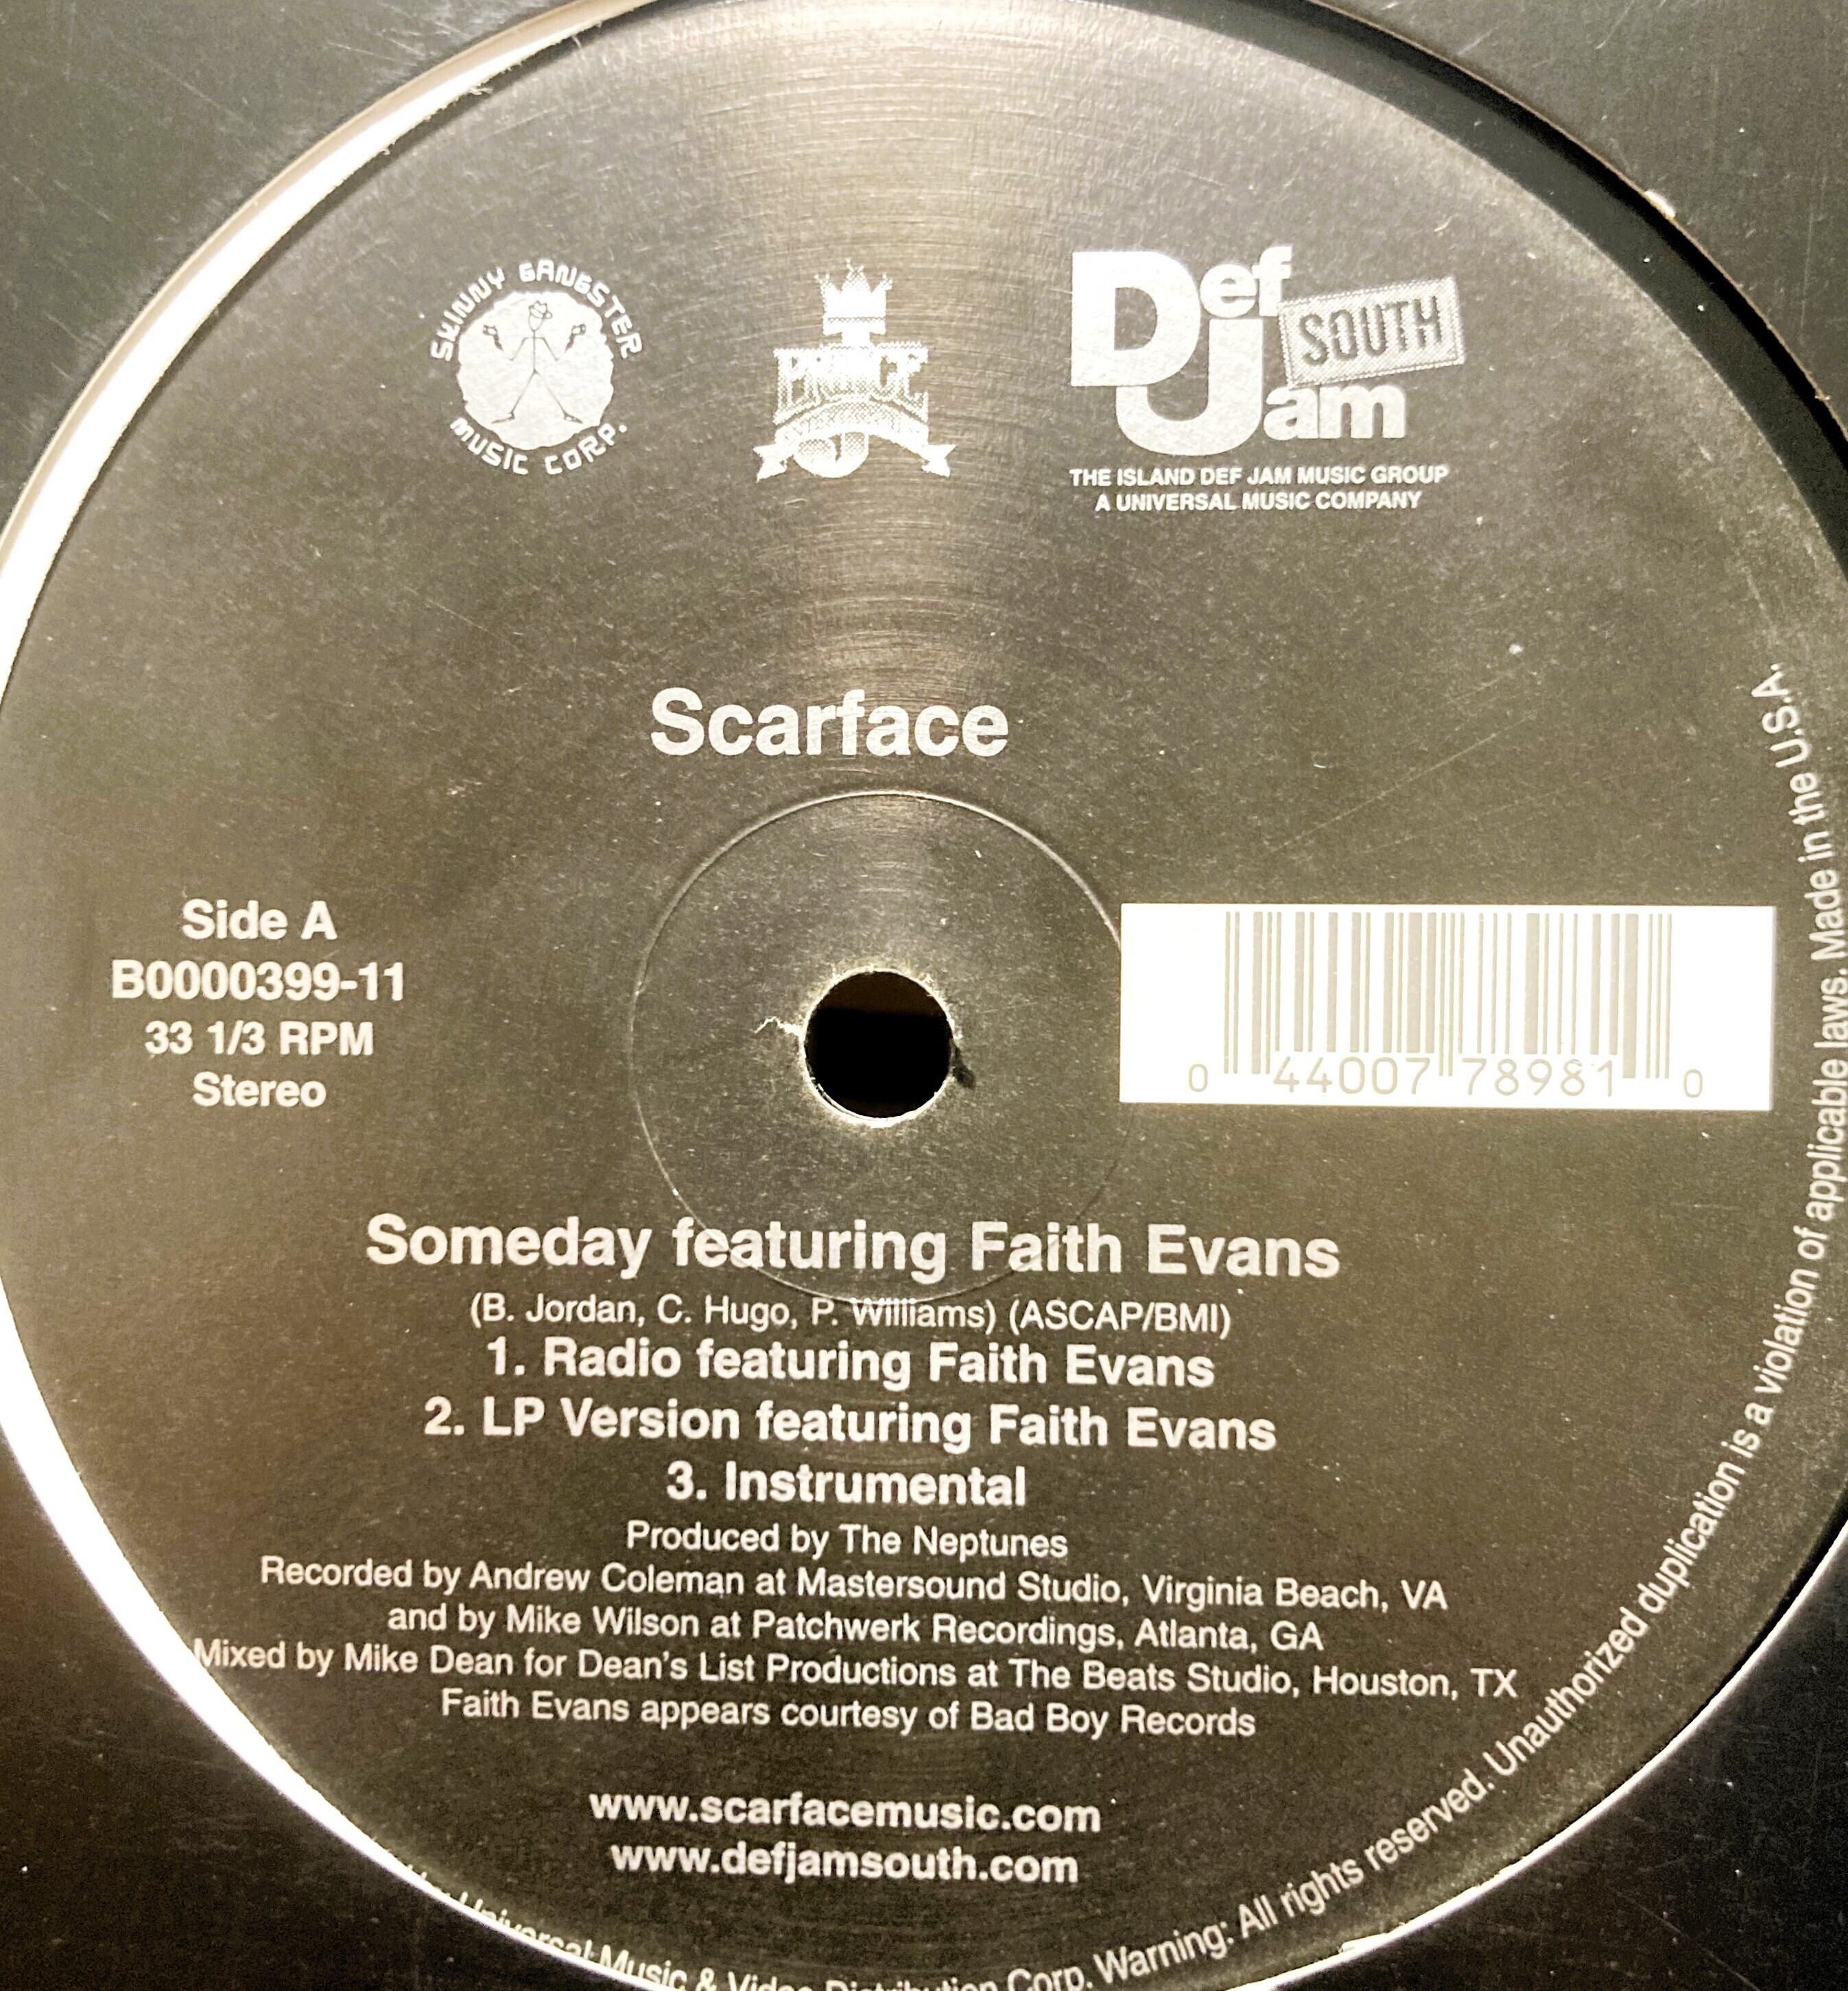 SKINNY GANGSTER
MUSIC CORP.
PRINCE
Def
Jam
SOUTH
THE ISLAND DEF JAM MUSIC GROUP
A UNIVERSAL MUSIC COMPANY
Scarface
Side A
B0000399-11
33 1/3 RPM
Stereo
0 44007 78981 0
Someday featuring Faith Evans
(B. Jordan, C. Hugo, P. Williams) (ASCAP/BMI)
1. Radio featuring Faith Evans
2. LP Version featuring Faith Evans
3. Instrumental
Produced by The Neptunes
Recorded by Andrew Coleman at Mastersound Studio, Virginia Beach, VA
and by Mike Wilson at Patchwerk Recordings, Atlanta, GA
Mixed by Mike Dean for Dean's List Productions at The Beats Studio, Houston, TX
Faith Evans appears courtesy of Bad Boy Records
www.scarfacemusic.com
www.defjamsouth.com
Universal Music & Video Distribution Corp. Warning: All rights reserved. Unauthorized duplication is a violation of applicable laws. Made in the U.S.A.